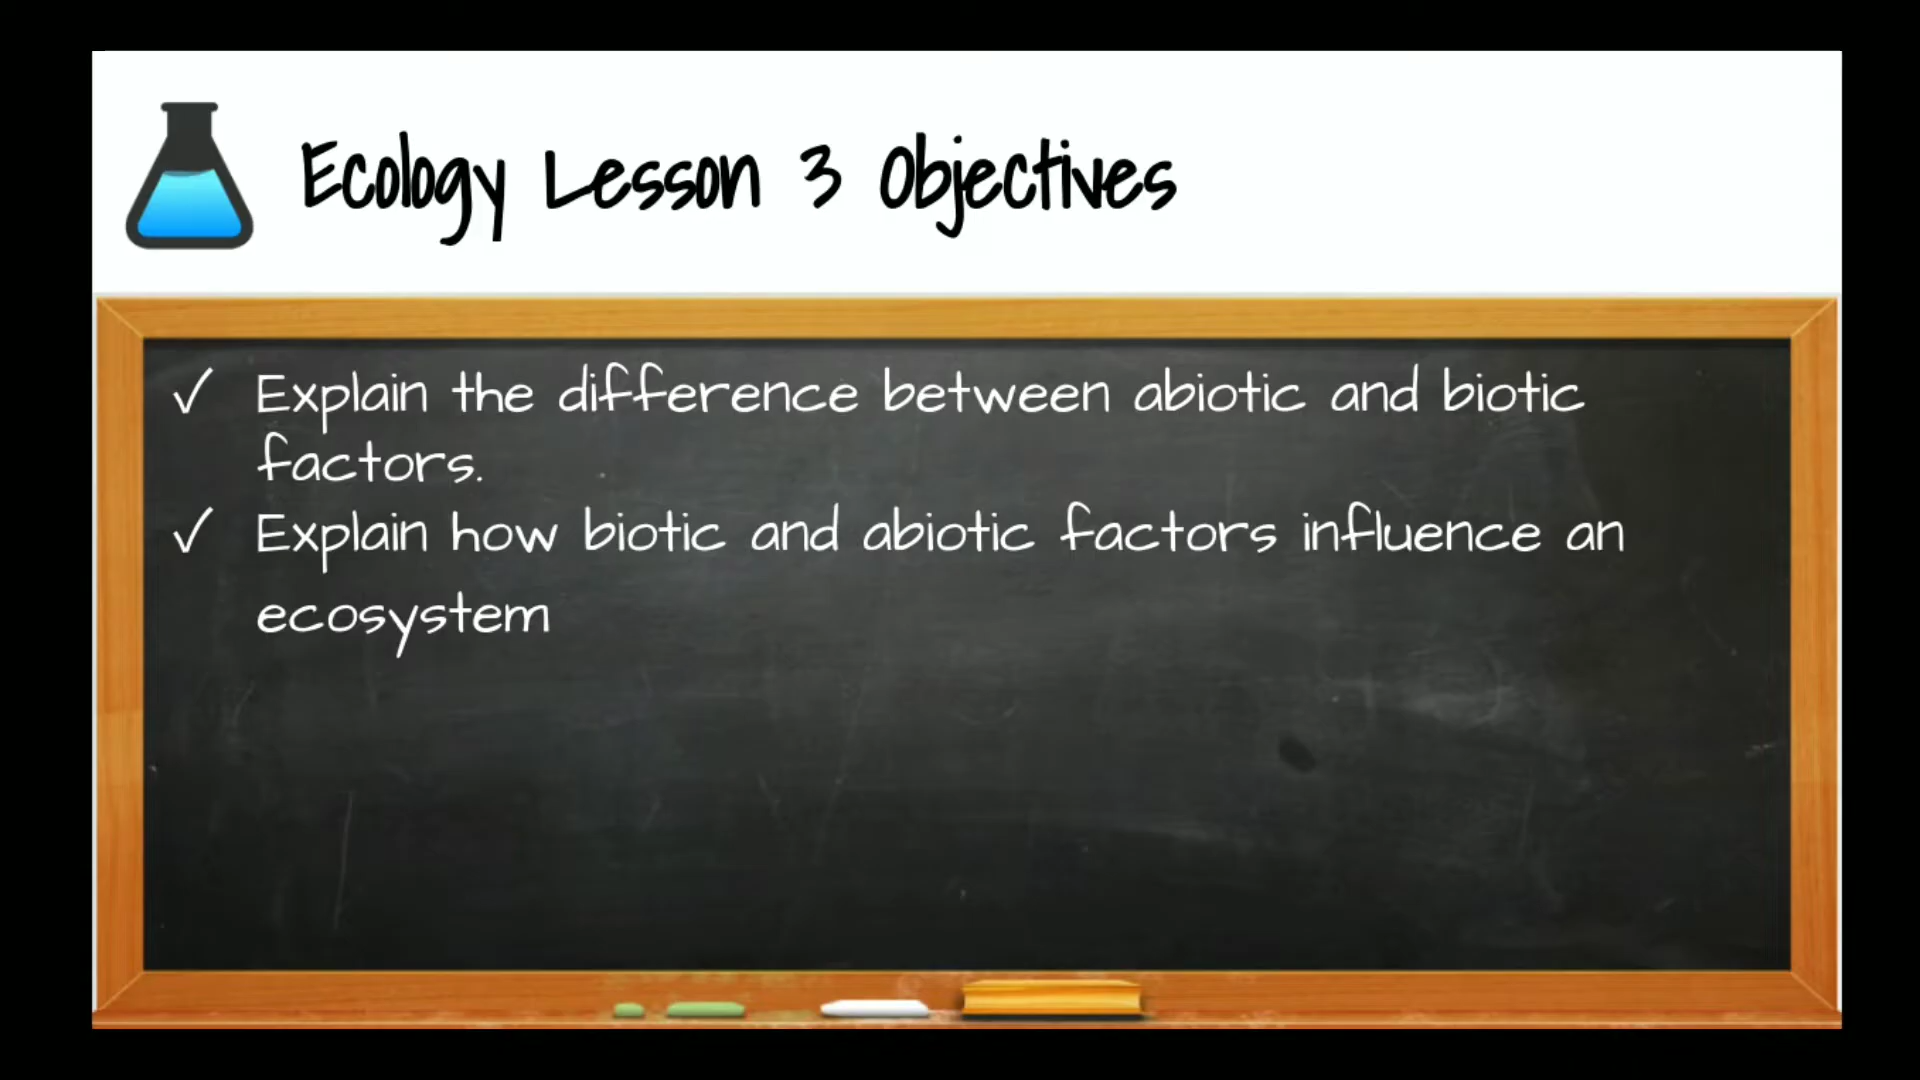 Ecology Lesson 3 Objectives
✓ Explain the difference between abiotic and biotic
factors.
✓ Explain how biotic and abiotic factors influence an
ecosystem